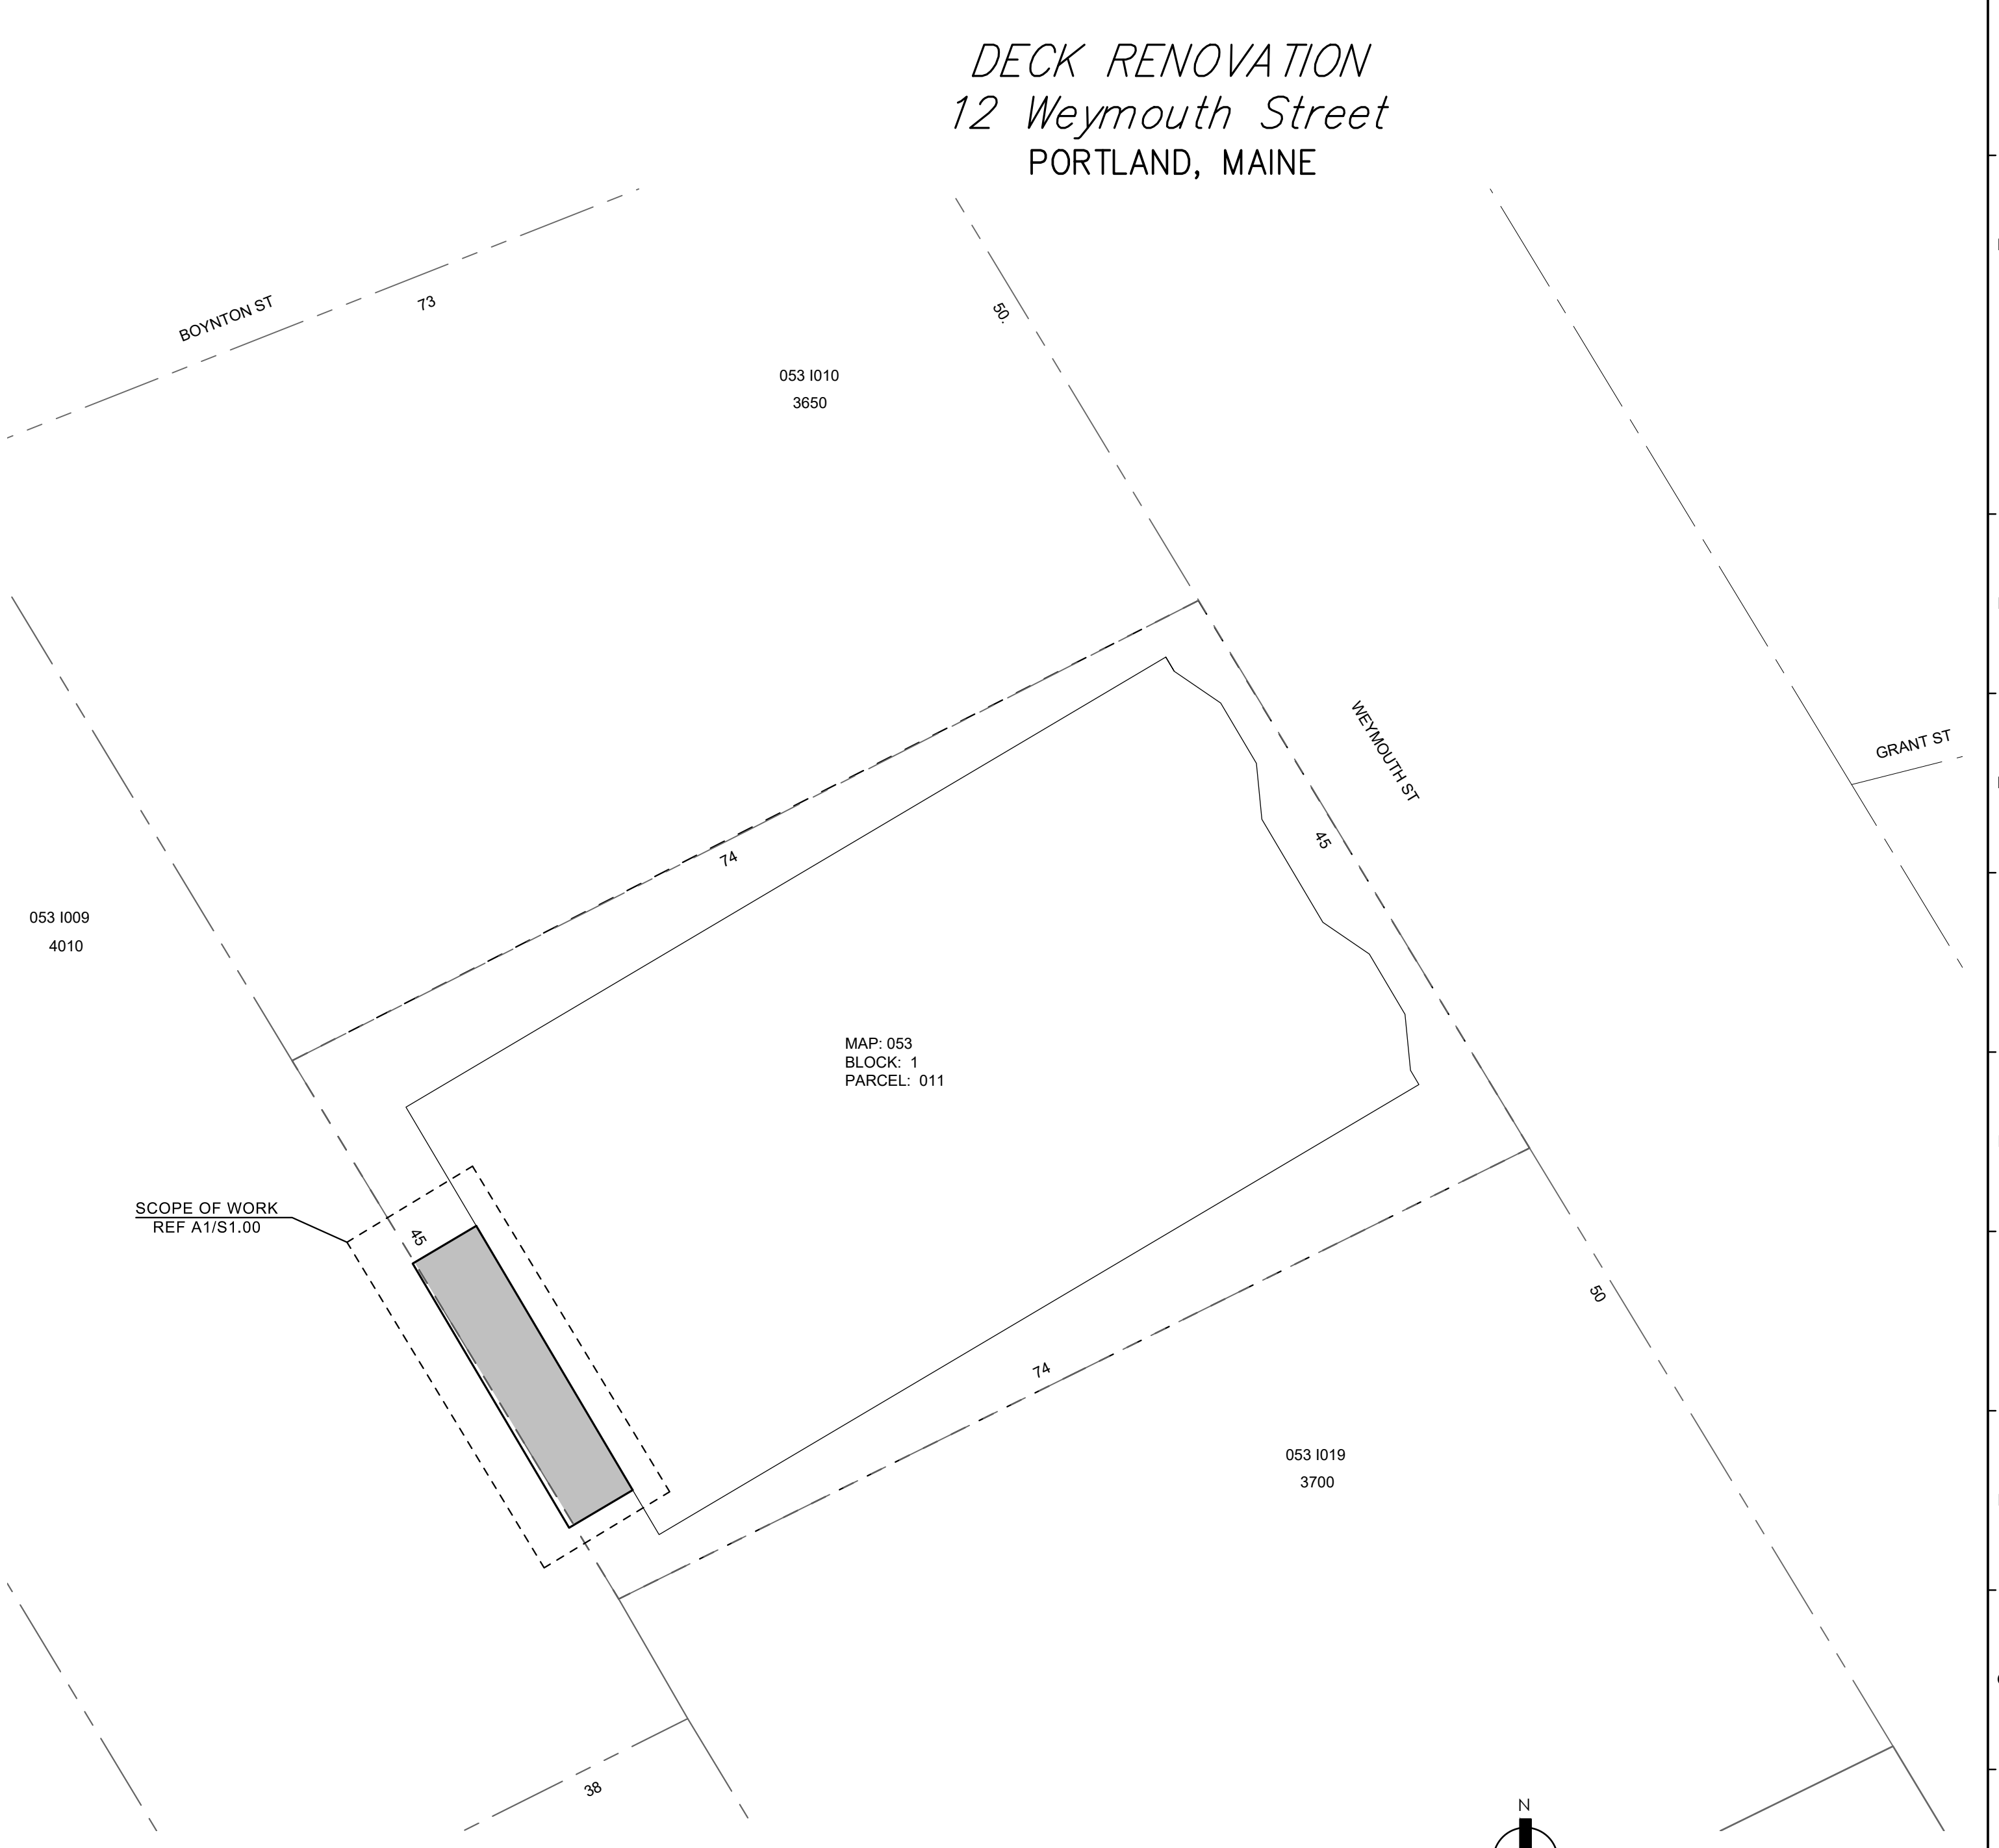 DECK RENOVATION
12 Weymouth Street
PORTLAND, MAINE
BOYNTON ST
73
50.
053 I010
3650
WEYMOUTH ST
GRANT ST
45
74
053 I009
4010
MAP: 053
BLOCK: 1
PARCEL: 011
SCOPE OF WORK
REF A1/S1.00
45
50
74
053 I019
3700
38
N